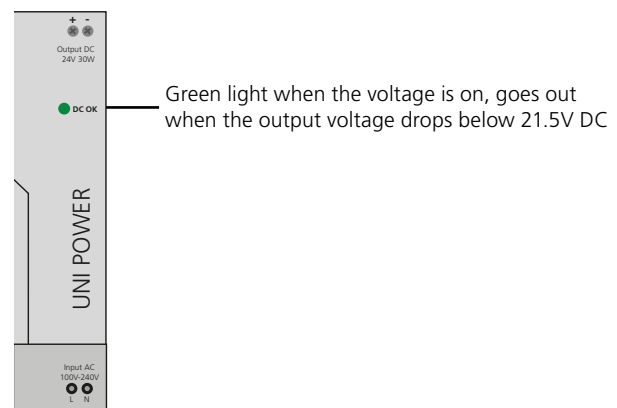 + -
Output DC
24V 30W
DC OK
Green light when the voltage is on, goes out
when the output voltage drops below 21.5V DC
UNI POWER
Input AC
100V-240V
L N